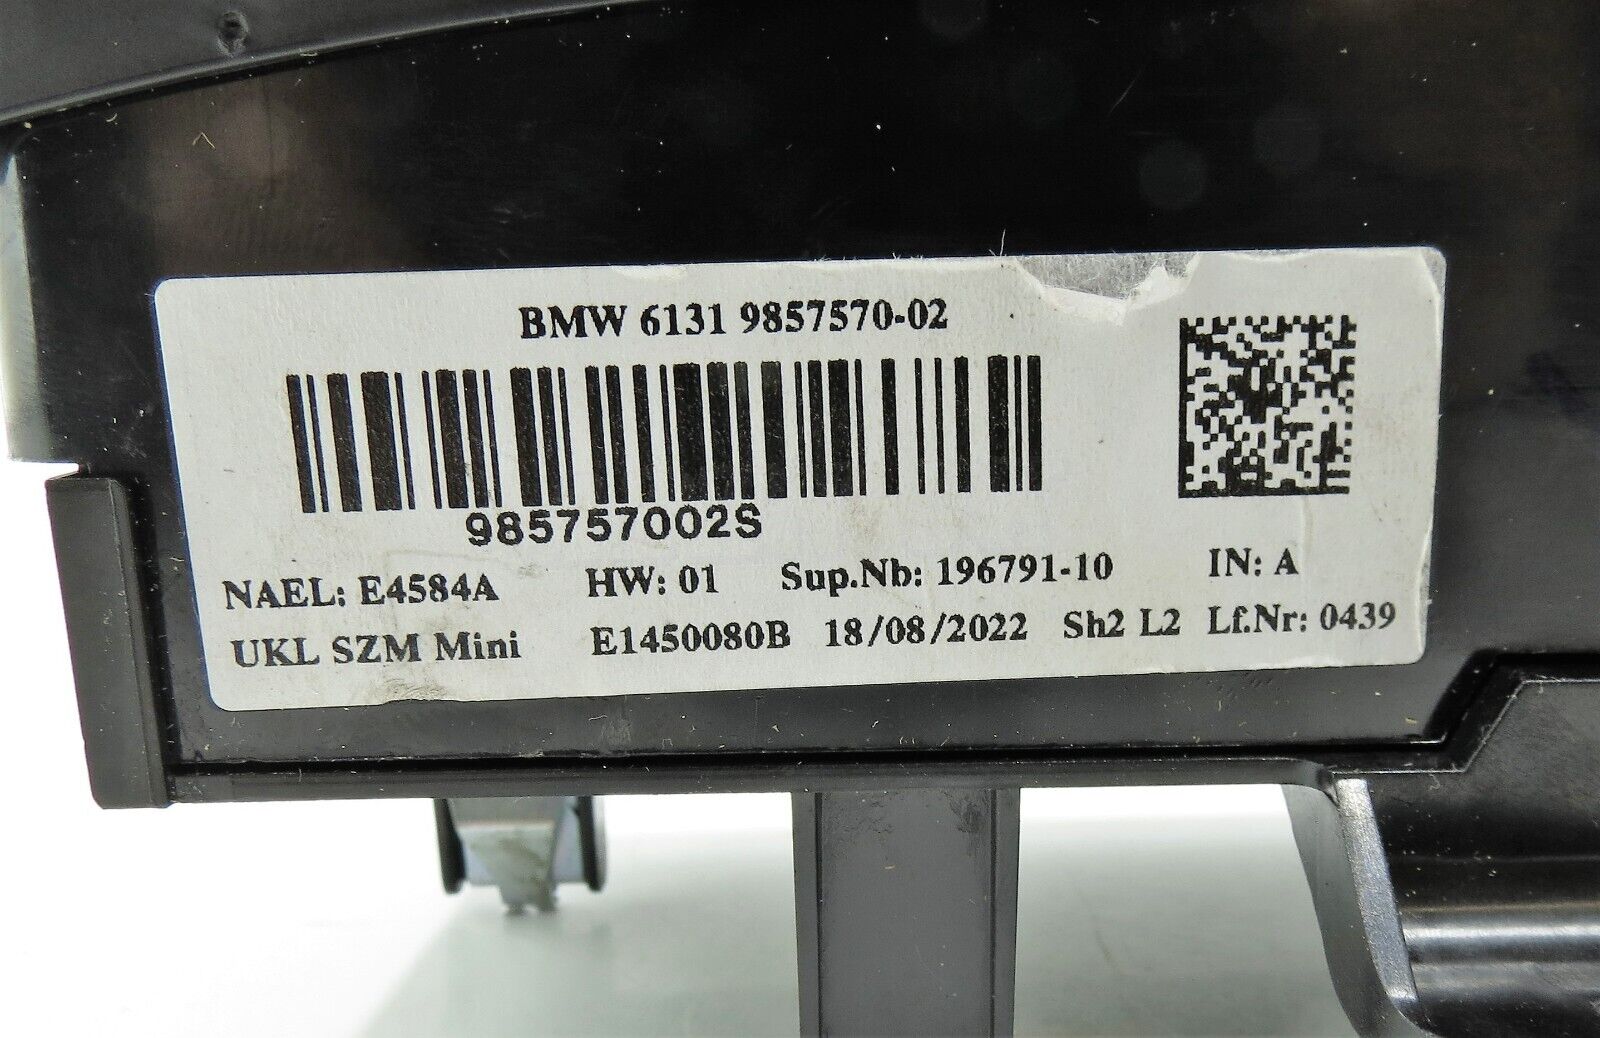 BMW 6131 9857570-02
985757002S
NAEL: E4584A HW: 01 Sup.Nb: 196791-10 IN: A
UKL SZM Mini E1450080B 18/08/2022 Sh2 L2 Lf.Nr: 0439